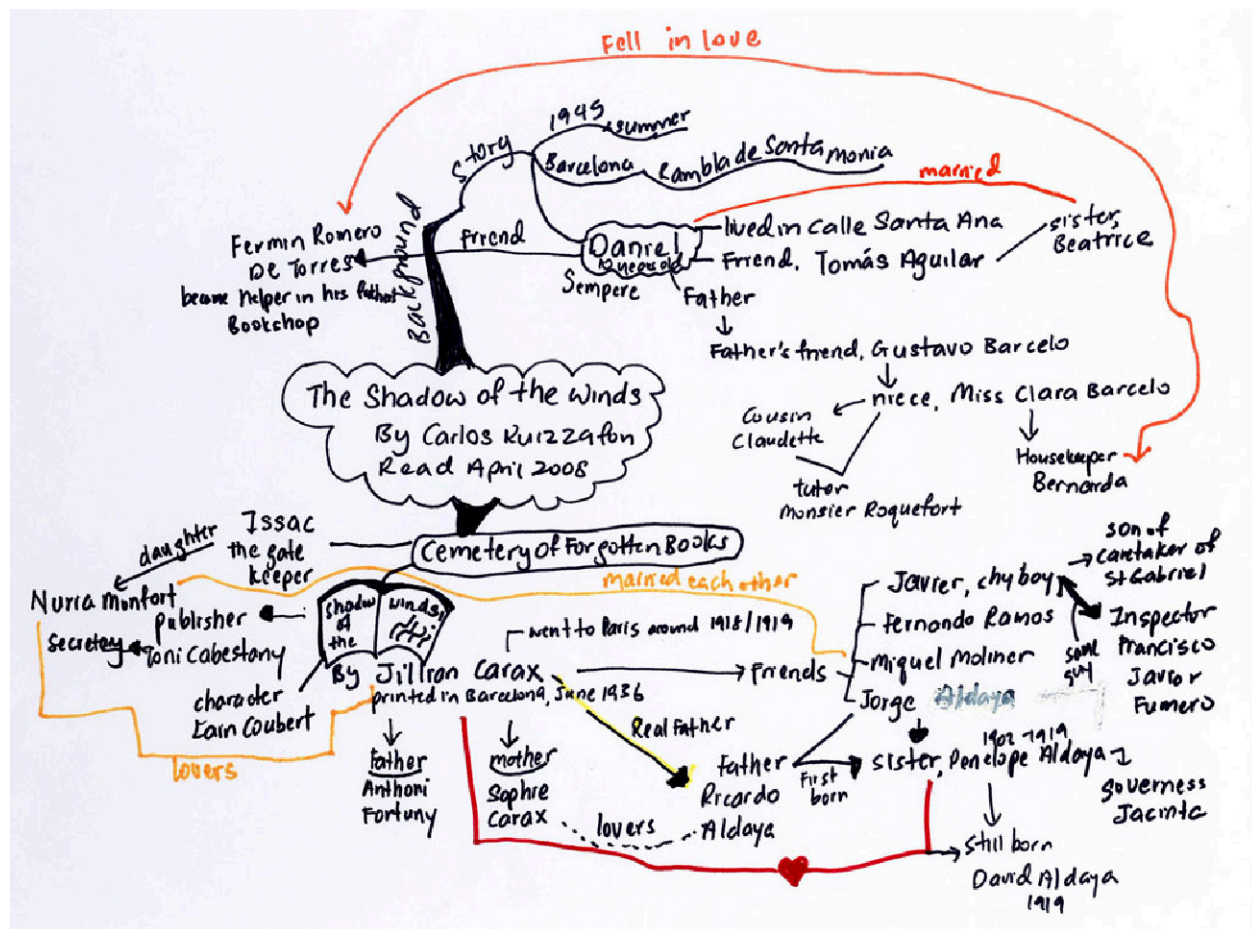 Fell in love
1945 summer
Story
Barcelona Rambla de Santa monia
married
Background
Friend
Fermin Romero
De Torres
became helper in his fathers
Bookshop
Daniel
Sempere
lived in calle Santa Ana
Friend, Tomás Aguilar
sister,
Beatrice
Father
Father's friend, Gustavo Barcelo
niece, Miss Clara Barcelo
Cousin
Claudette
tutor
Monsier Roquefort
Housekeeper
Bernarda
The Shadow of the Winds
By Carlos Ruizzafon
Read April 2008
Cemetery of Forgotten Books
Issac
the gate
keeper
daughter
Nuria Monfort
married each other
publisher
secretary
Toni Cabestany
shadow
of
the
winds
By Jillian Carax
printed in Barcelona, June 1936
went to Paris around 1918/1919
character
Lain Coubert
lovers
Father
Anthoni
Fortuny
mother
Sophie
Carax
lovers
Real Father
Father
Ricardo
Aldaya
First
born
Friends
Javier, chyboy
Fernando Ramos
Miquel Moliner
Jorge Aldaya
son of
caretaker of
St Gabriel
same
guy
Inspector
Francisco
Javior
Fumero
1902-1919
sister, Penelope Aldaya
Governess
Jacinta
Still born
David Aldaya
1919